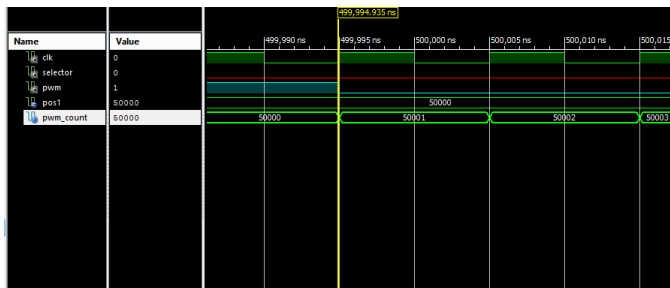 499,994.935 ns
Name Value 499,990 ns 499,995 ns 500,000 ns 500,005 ns 500,010 ns 500,015
clk 0
selector 0
pwm 1
pos1 50000 50000
pwm_count 50000 50000 50001 50002 50003